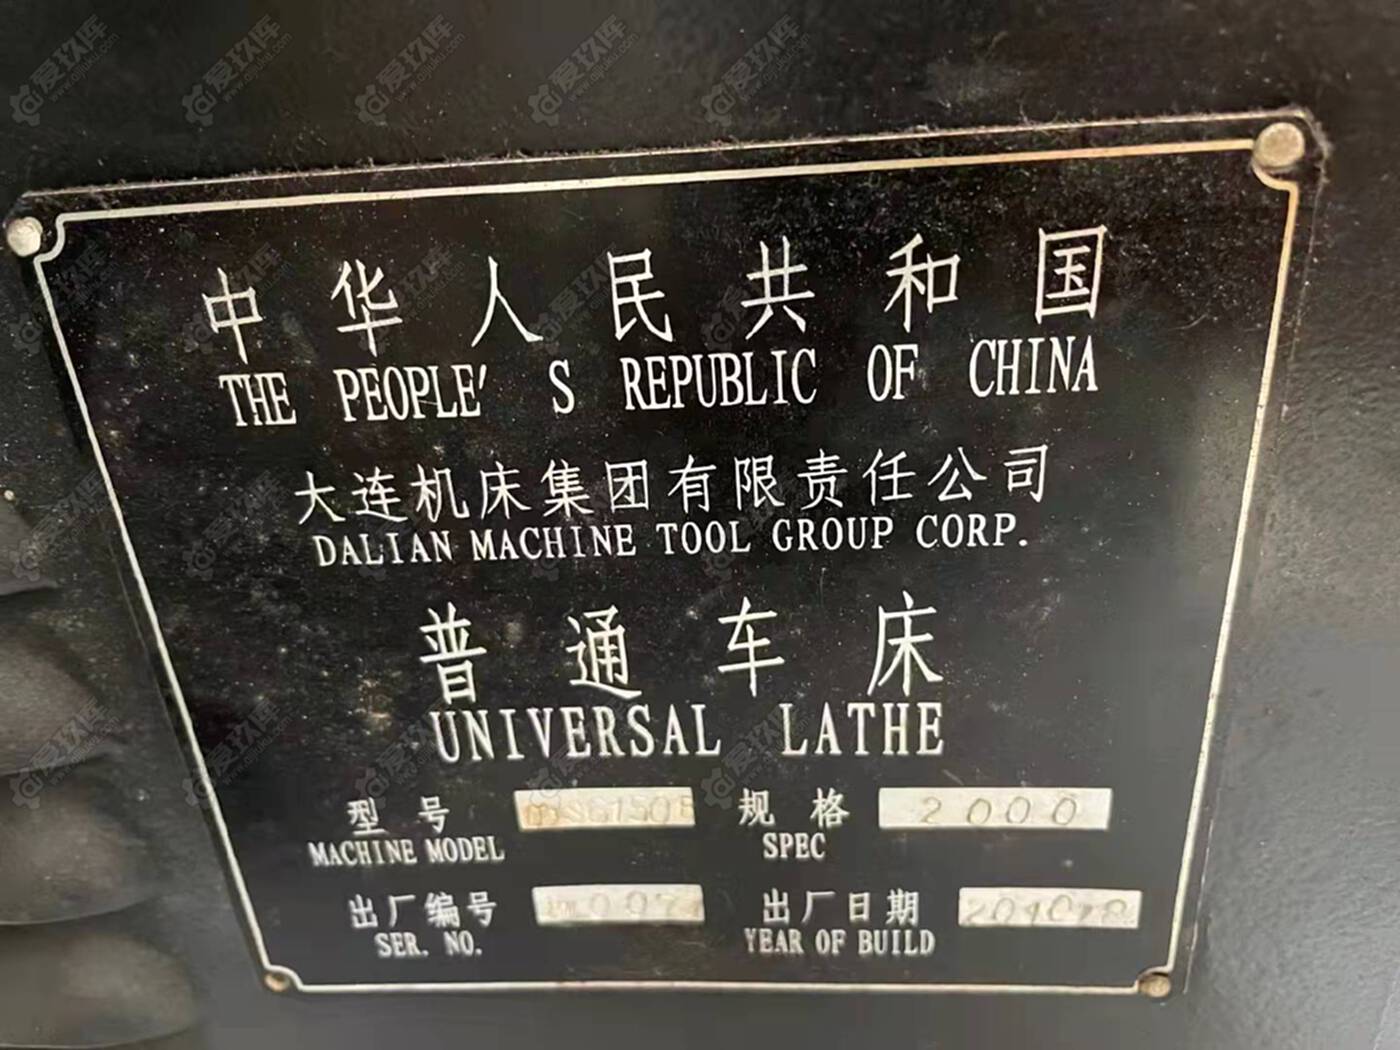 中华人民共和国
THE PEOPLE'S REPUBLIC OF CHINA
大连机床集团有限责任公司
DALIAN MACHINE TOOL GROUP CORP.
普通车床
UNIVERSAL LATHE
型号 规格 2000
MACHINE MODEL SPEC
出厂编号 出厂日期
SER. NO. YEAR OF BUILD